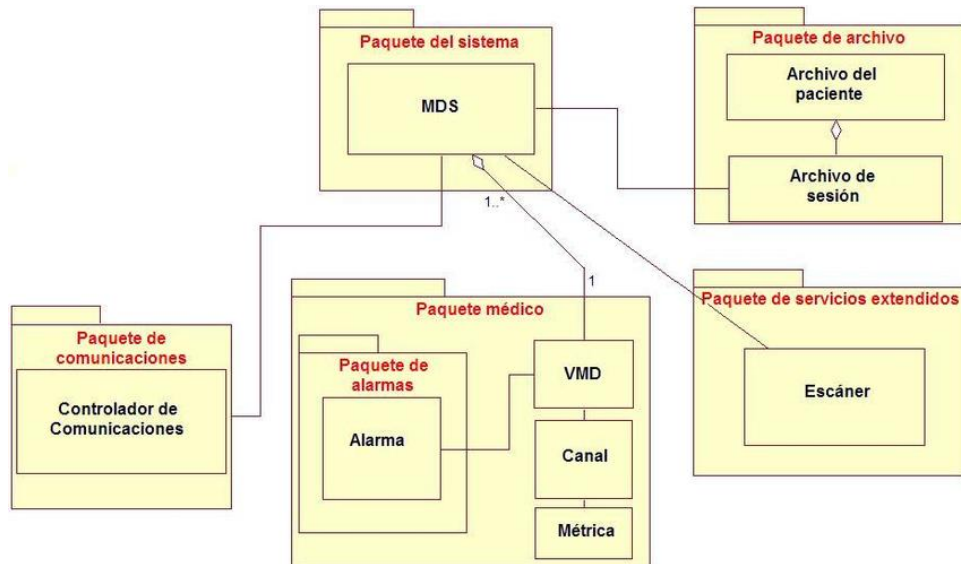 Paquete del sistema
MDS
Paquete de archivo
Archivo del
paciente
Archivo de
sesión
1..*
1
Paquete de
comunicaciones
Controlador de
Comunicaciones
Paquete médico
Paquete de
alarmas
Alarma
VMD
Canal
Métrica
Paquete de servicios extendidos
Escáner